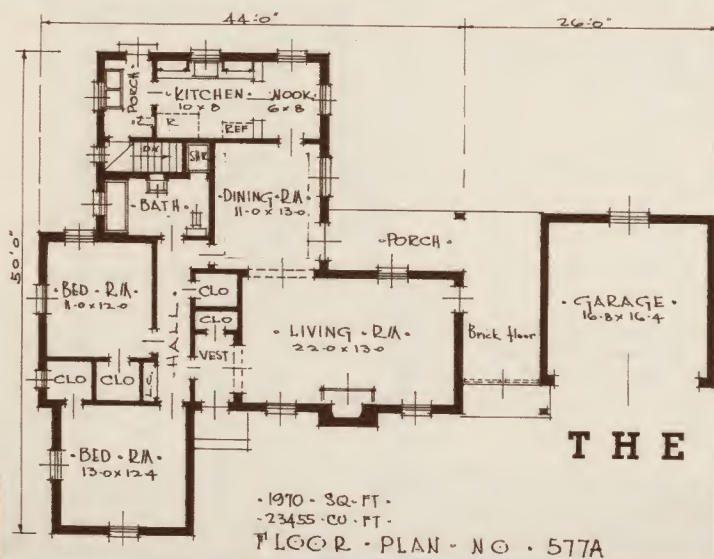 44'-0"
26'-0"
50'-0"
PORCH
KITCHEN
10 x 8
NOOK
6 x 8
R
REF
DN
SHR
BATH
DINING · RM
11-0 x 13-0
PORCH
BED · RM
11-0 x 12-0
HALL
CLO
CLO
VEST
LIVING · RM
22-0 x 13-0
Brick floor
GARAGE
16-8 x 16-4
CLO
CLO
L.C.
BED · RM
13-0 x 12-4
THE
· 1970 · SQ · FT ·
· 23455 · CU · FT ·
FLOOR · PLAN · NO · 577A